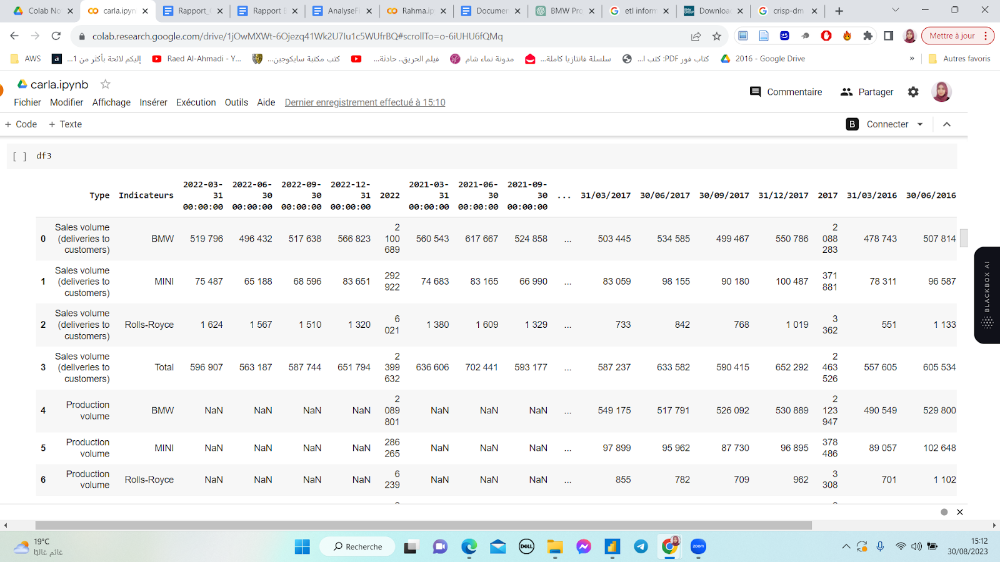 Colab No
carla.ipyn
Rapport_
Rapport
AnalyseFi
Rahma.ip
Documen
BMW Pro
etl inform
Downloa
crisp-dm
colab.research.google.com/drive/1jOwMXWt-6Ojezq41Wk2U7lu1c5WUfrBQ#scrollTo=o-6iUHU6fQMq
Mettre à jour
AWS
إليكم لائحة بأكثر من 1...
Raed Al-Ahmadi - Y...
كتب مكتبة سايكوجين...
فيلم الحريق.. حادثة...
مدونة نماء شام
سلسلة فانتازيا كاملة...
كتاب فور PDF: كتب ا...
2016 - Google Drive
»
Autres favoris
carla.ipynb
Commentaire
Partager
Fichier Modifier Affichage Insérer Exécution Outils Aide Dernier enregistrement effectué à 15:10
+ Code + Texte
B Connecter
[ ] df3
Type Indicateurs 2022-03-31 00:00:00 2022-06-30 00:00:00 2022-09-30 00:00:00 2022-12-31 00:00:00 2022 2021-03-31 00:00:00 2021-06-30 00:00:00 2021-09-30 00:00:00 ... 31/03/2017 30/06/2017 30/09/2017 31/12/2017 2017 31/03/2016 30/06/2016
0 Sales volume (deliveries to customers) BMW 519 796 496 432 517 638 566 823 2 100 689 560 543 617 667 524 858 ... 503 445 534 585 499 467 550 786 2 088 283 478 743 507 814
1 Sales volume (deliveries to customers) MINI 75 487 65 188 68 596 83 651 292 922 74 683 83 165 66 990 ... 83 059 98 155 90 180 100 487 371 881 78 311 96 587
2 Sales volume (deliveries to customers) Rolls-Royce 1 624 1 567 1 510 1 320 6 021 1 380 1 609 1 329 ... 733 842 768 1 019 3 362 551 1 133
3 Sales volume (deliveries to customers) Total 596 907 563 187 587 744 651 794 2 399 632 636 606 702 441 593 177 ... 587 237 633 582 590 415 652 292 2 463 526 557 605 605 534
4 Production volume BMW NaN NaN NaN NaN 2 089 801 NaN NaN NaN ... 549 175 517 791 526 092 530 889 2 123 947 490 549 529 800
5 Production volume MINI NaN NaN NaN NaN 286 265 NaN NaN NaN ... 97 899 95 962 87 730 96 895 378 486 89 057 102 648
6 Production volume Rolls-Royce NaN NaN NaN NaN 6 239 NaN NaN NaN ... 855 782 709 962 3 308 701 1 102
BLACKBOX AI
19°C
غائم غالبًا
Recherche
DELL
zoom
15:12
30/08/2023